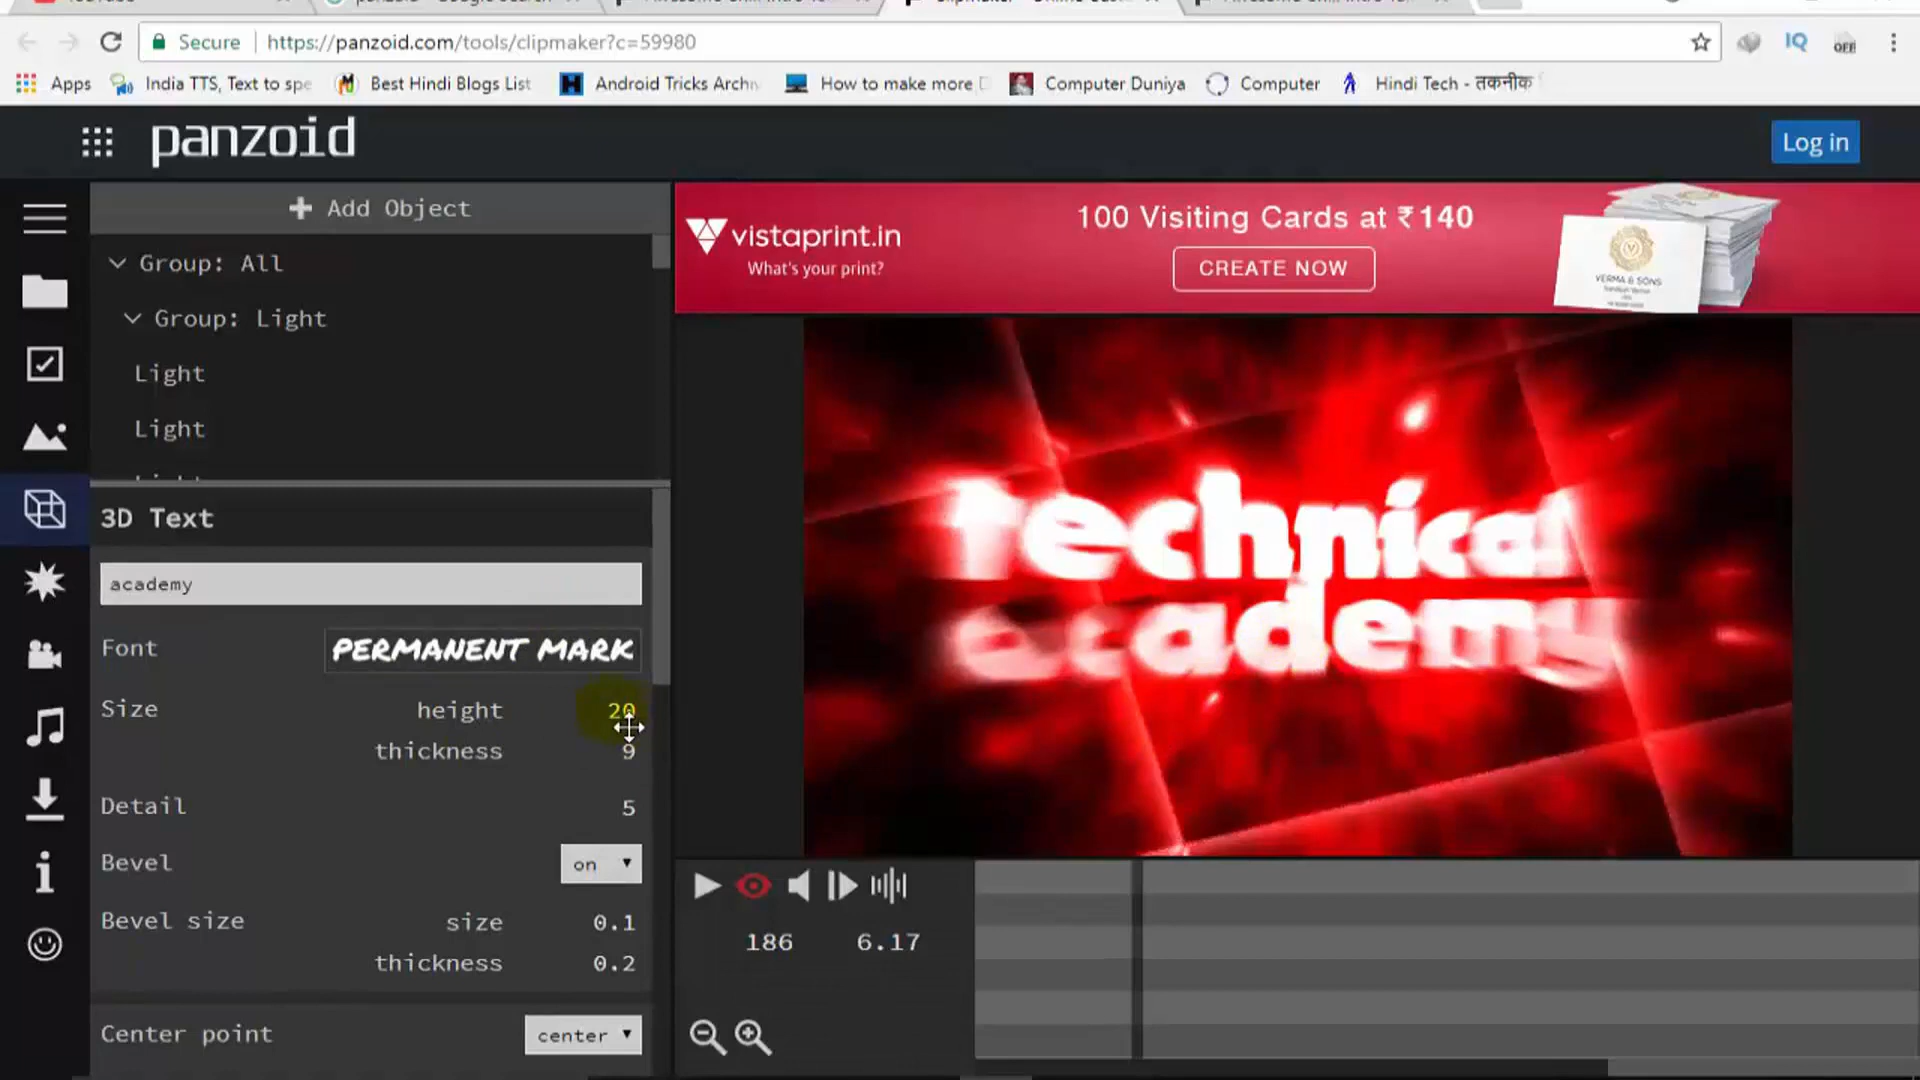 Secure https://panzoid.com/tools/clipmaker?c=59980 IQ OFF
Apps India TTS, Text to spe Best Hindi Blogs List Android Tricks Archi How to make more Computer Duniya Computer Hindi Tech - तकनीक
panzoid
Log in
Add Object
Group: All
Group: Light
Light
Light
3D Text
academy
Font PERMANENT MARK
Size height 20
thickness 9
Detail 5
Bevel on
Bevel size size 0.1
thickness 0.2
Center point center
vistaprint.in
What's your print?
100 Visiting Cards at ₹140
CREATE NOW
VERMA & SONS
technical
academy
186 6.17